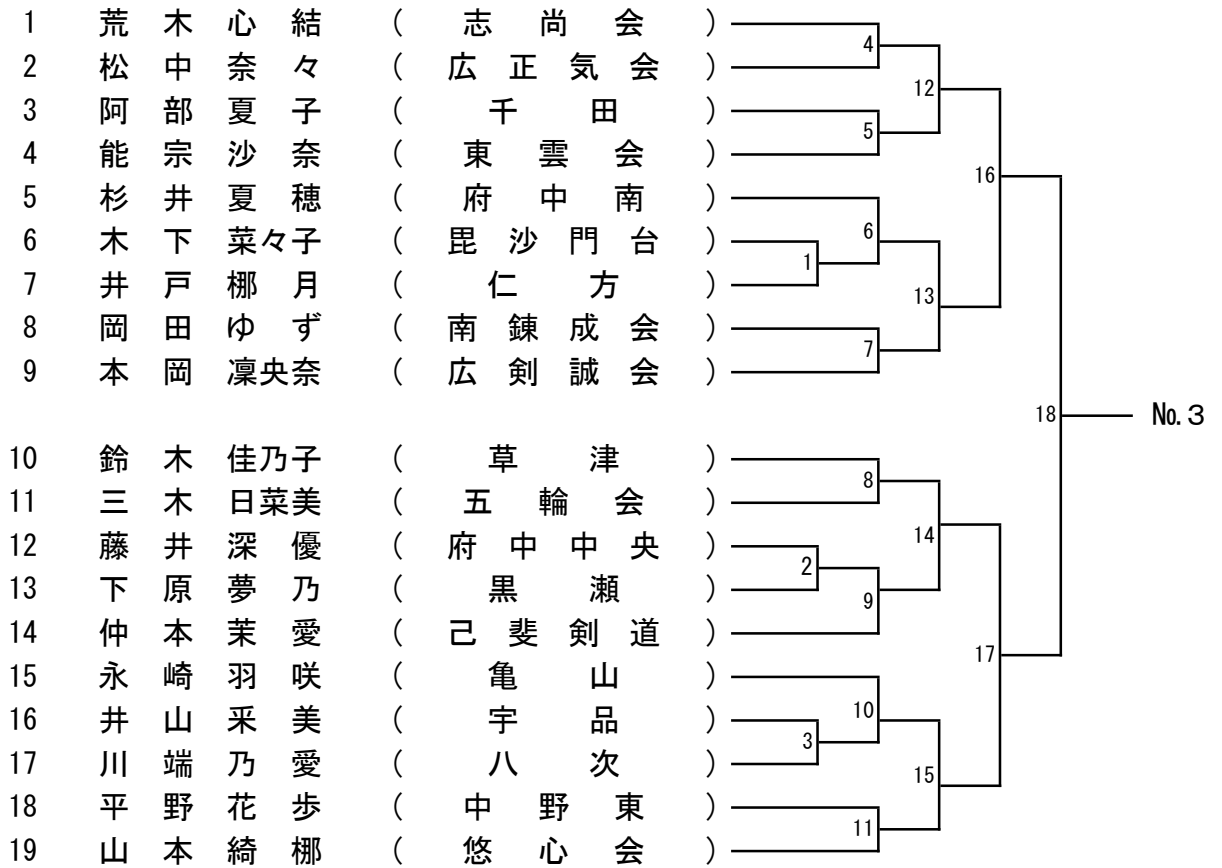 1 荒木心結 (志尚会)
4
2 松中奈々 (広正気会)
12
3 阿部夏子 (千田)
5
4 能宗沙奈 (東雲会)
16
5 杉井夏穂 (府中南)
6
6 木下菜々子 (毘沙門台)
1
7 井戸梛月 (仁方)
13
8 岡田ゆず (南錬成会)
7
9 本岡凜央奈 (広剣誠会)
18 №3
10 鈴木佳乃子 (草津)
8
11 三木日菜美 (五輪会)
14
12 藤井深優 (府中中央)
2
13 下原夢乃 (黒瀬)
9
14 仲本茉愛 (己斐剣道)
17
15 永崎羽咲 (亀山)
10
16 井山采美 (宇品)
3
17 川端乃愛 (八次)
15
18 平野花歩 (中野東)
11
19 山本綺梛 (悠心会)